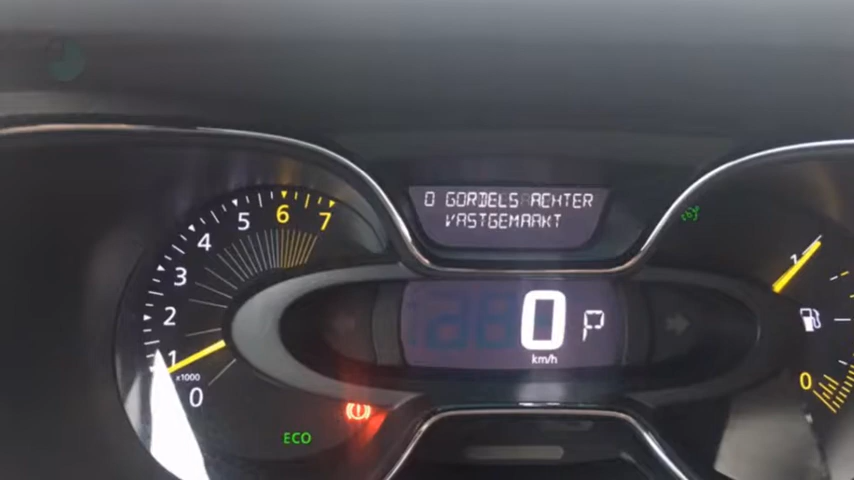 0 GORDELS ACHTER
VASTGEMAAKT
7
6
5
4
3
2
1
x1000
0
0 P
km/h
ECO
1
0